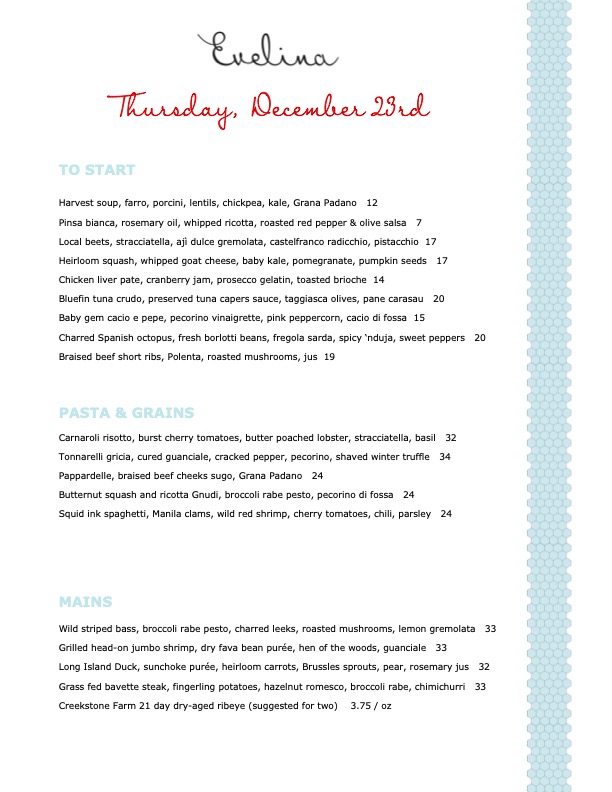 Evelina
Thursday, December 23rd
TO START
Harvest soup, farro, porcini, lentils, chickpea, kale, Grana Padano 12
Pinsa bianca, rosemary oil, whipped ricotta, roasted red pepper & olive salsa 7
Local beets, stracciatella, ajì dulce gremolata, castelfranco radicchio, pistacchio 17
Heirloom squash, whipped goat cheese, baby kale, pomegranate, pumpkin seeds 17
Chicken liver pate, cranberry jam, prosecco gelatin, toasted brioche 14
Bluefin tuna crudo, preserved tuna capers sauce, taggiasca olives, pane carasau 20
Baby gem cacio e pepe, pecorino vinaigrette, pink peppercorn, cacio di fossa 15
Charred Spanish octopus, fresh borlotti beans, fregola sarda, spicy ‘nduja, sweet peppers 20
Braised beef short ribs, Polenta, roasted mushrooms, jus 19
PASTA & GRAINS
Carnaroli risotto, burst cherry tomatoes, butter poached lobster, stracciatella, basil 32
Tonnarelli gricia, cured guanciale, cracked pepper, pecorino, shaved winter truffle 34
Pappardelle, braised beef cheeks sugo, Grana Padano 24
Butternut squash and ricotta Gnudi, broccoli rabe pesto, pecorino di fossa 24
Squid ink spaghetti, Manila clams, wild red shrimp, cherry tomatoes, chili, parsley 24
MAINS
Wild striped bass, broccoli rabe pesto, charred leeks, roasted mushrooms, lemon gremolata 33
Grilled head-on jumbo shrimp, dry fava bean purée, hen of the woods, guanciale 33
Long Island Duck, sunchoke purée, heirloom carrots, Brussles sprouts, pear, rosemary jus 32
Grass fed bavette steak, fingerling potatoes, hazelnut romesco, broccoli rabe, chimichurri 33
Creekstone Farm 21 day dry-aged ribeye (suggested for two) 3.75 / oz